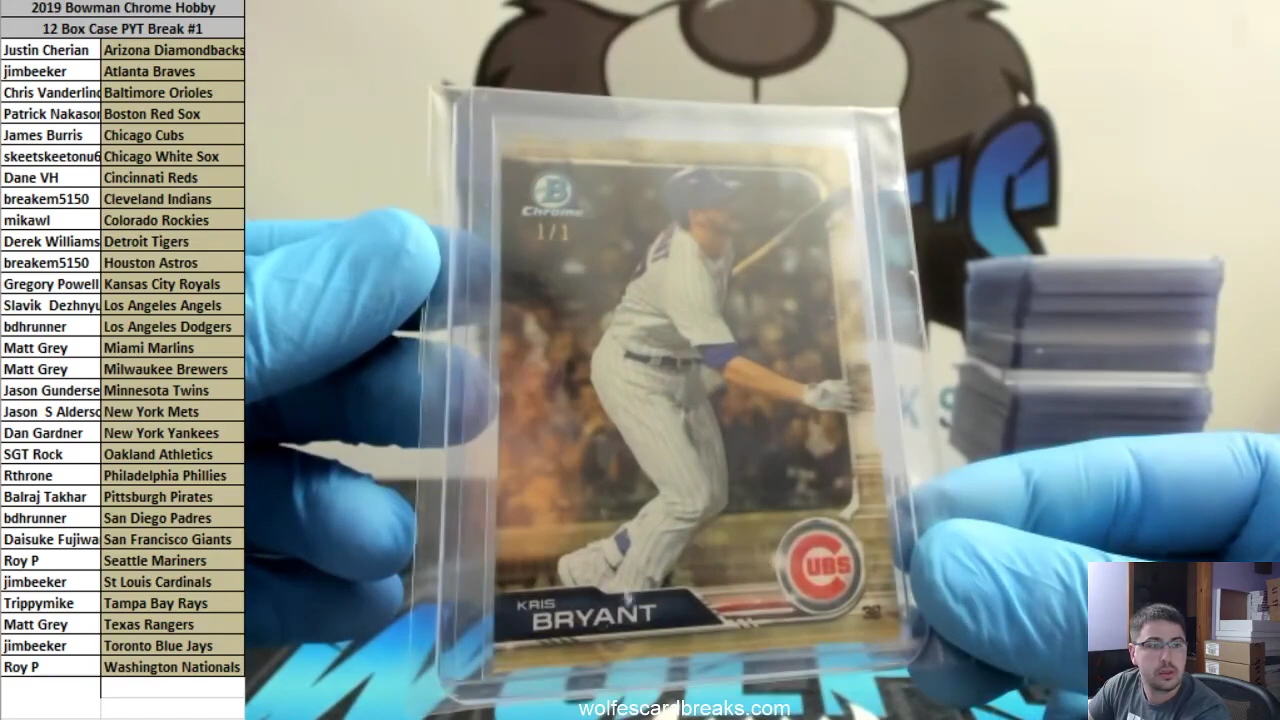 2019 Bowman Chrome Hobby
12 Box Case PYT Break #1
Justin Cherian Arizona Diamondbacks
jimbeeker Atlanta Braves
Chris Vanderlind Baltimore Orioles
Patrick Nakason Boston Red Sox
James Burris Chicago Cubs
skeetskeetonu6 Chicago White Sox
Dane VH Cincinnati Reds
breakem5150 Cleveland Indians
mikawl Colorado Rockies
Derek Williams Detroit Tigers
breakem5150 Houston Astros
Gregory Powell Kansas City Royals
Slavik Dezhnyu Los Angeles Angels
bdhrunner Los Angeles Dodgers
Matt Grey Miami Marlins
Matt Grey Milwaukee Brewers
Jason Gunderse Minnesota Twins
Jason S Alderso New York Mets
Dan Gardner New York Yankees
SGT Rock Oakland Athletics
Rthrone Philadelphia Phillies
Balraj Takhar Pittsburgh Pirates
bdhrunner San Diego Padres
Daisuke Fujiwa San Francisco Giants
Roy P Seattle Mariners
jimbeeker St Louis Cardinals
Trippymike Tampa Bay Rays
Matt Grey Texas Rangers
jimbeeker Toronto Blue Jays
Roy P Washington Nationals
B
Chrome
1/1
CUBS
KRIS
BRYANT
wolfescardbreaks.com